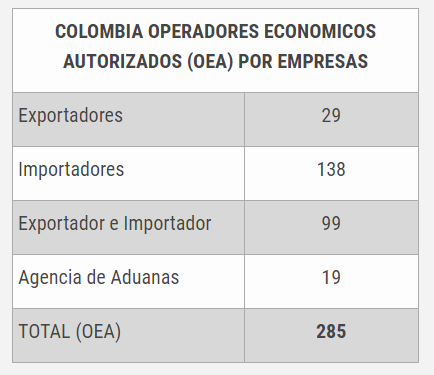 COLOMBIA OPERADORES ECONOMICOS
AUTORIZADOS (OEA) POR EMPRESAS
Exportadores 29
Importadores 138
Exportador e Importador 99
Agencia de Aduanas 19
TOTAL (OEA) 285